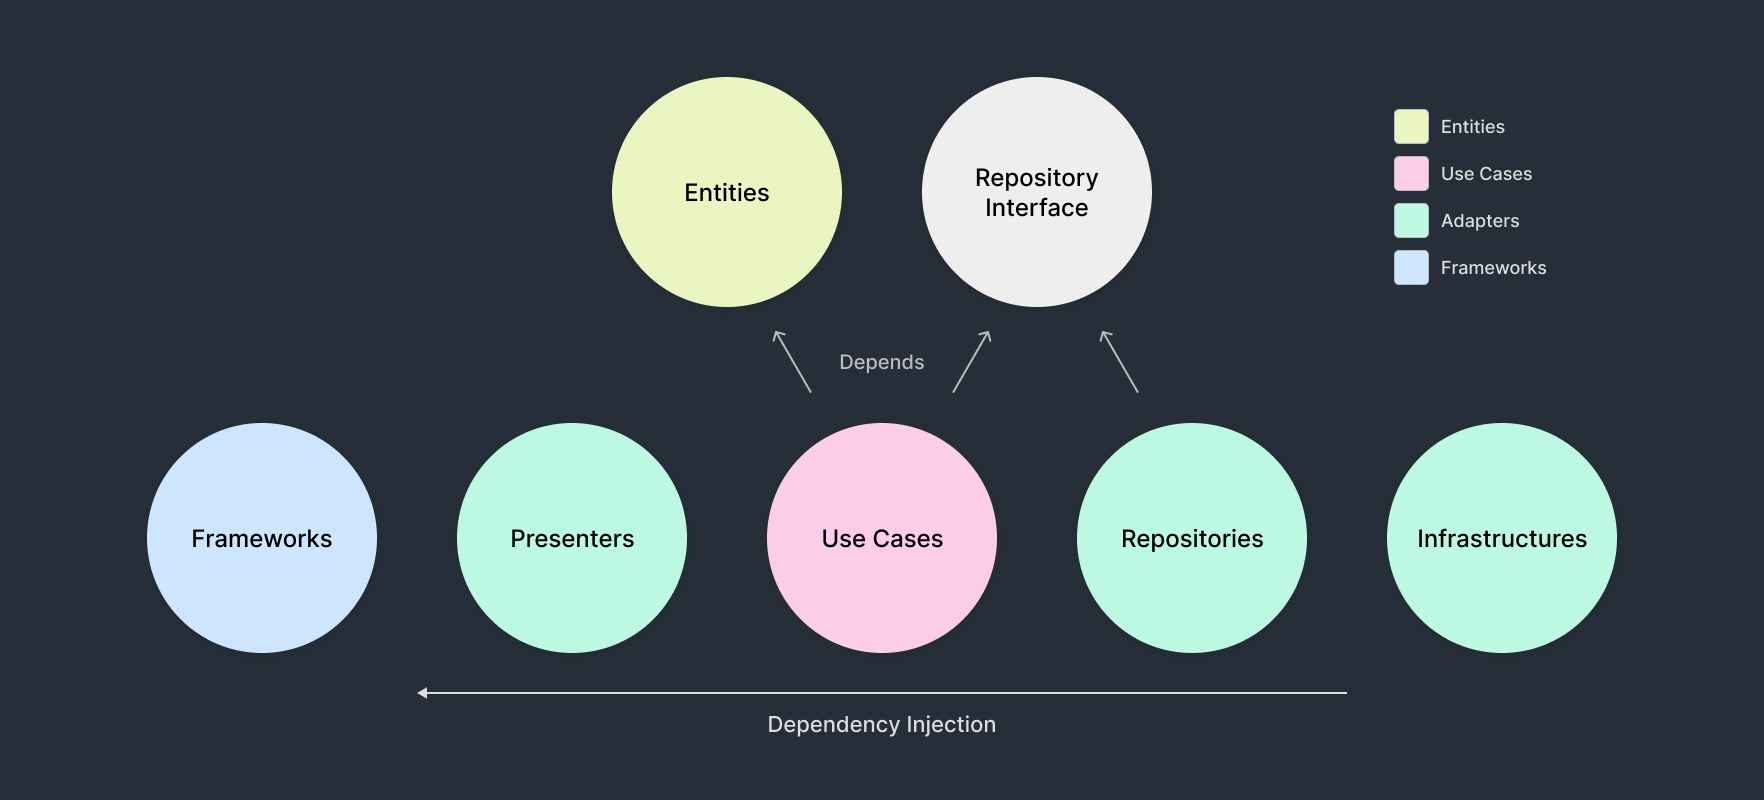 Entities
Repository
Interface
Entities
Use Cases
Adapters
Frameworks
Depends
Frameworks
Presenters
Use Cases
Repositories
Infrastructures
Dependency Injection